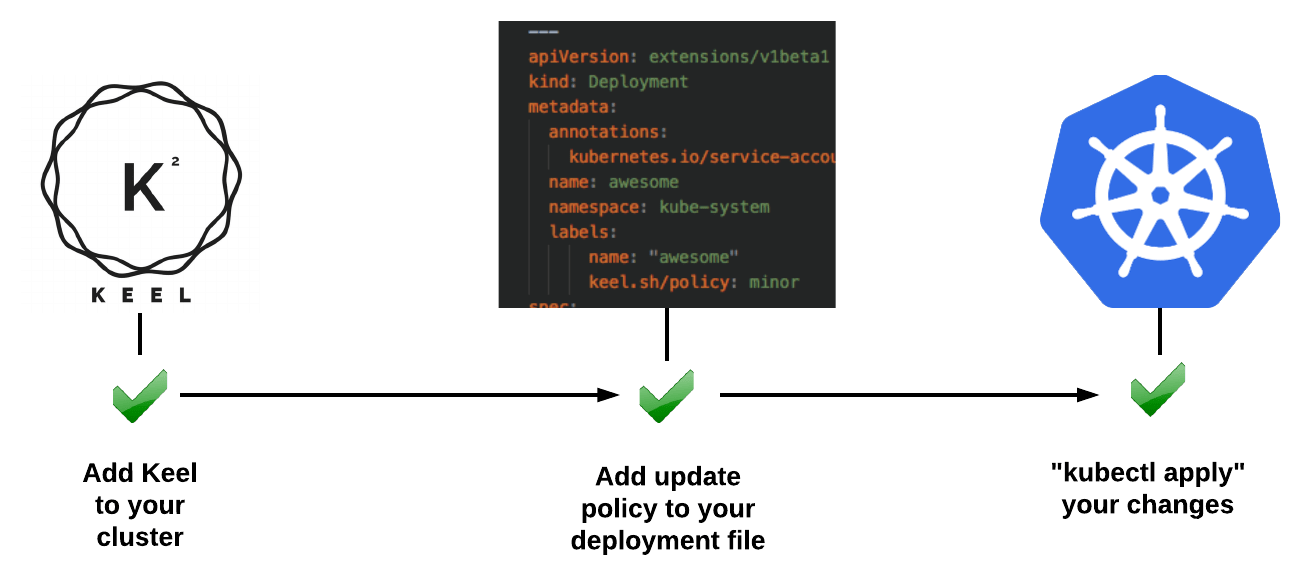 K²
KEEL
---
apiVersion: extensions/v1beta1
kind: Deployment
metadata:
annotations:
kubernetes.io/service-accou
name: awesome
namespace: kube-system
labels:
name: "awesome"
keel.sh/policy: minor
spec:
Add Keel
to your
cluster
Add update
policy to your
deployment file
"kubectl apply"
your changes